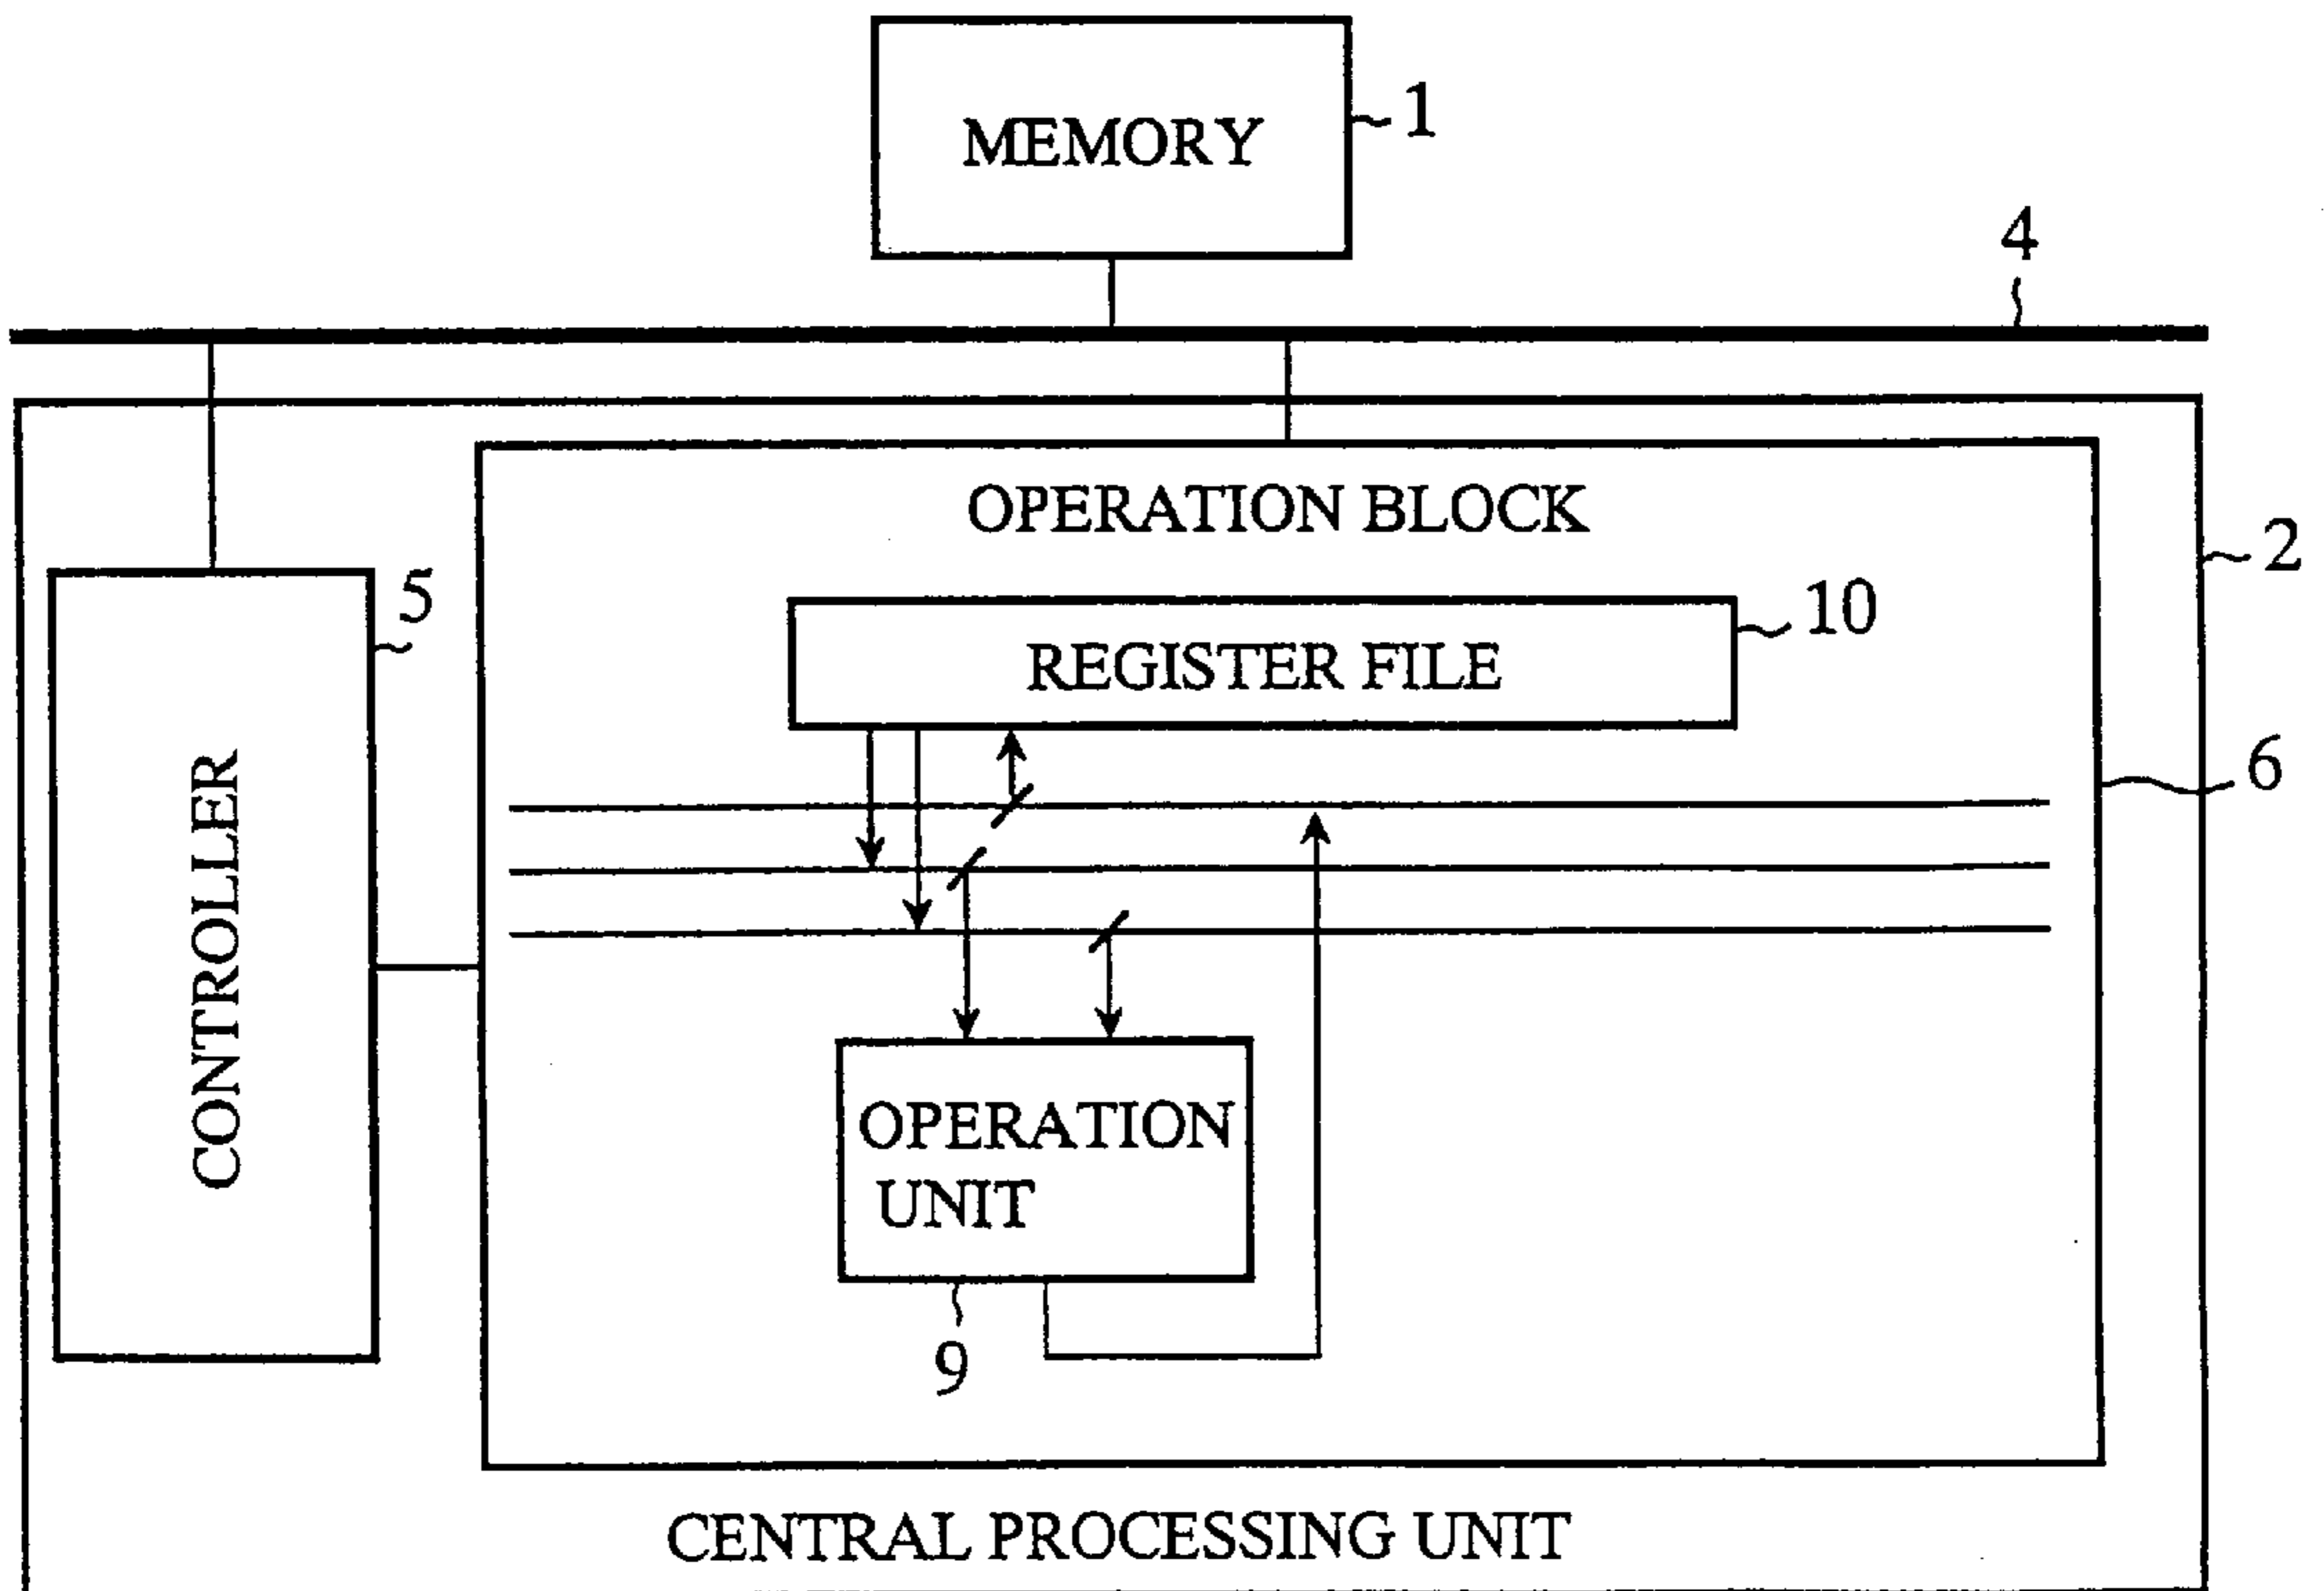 MEMORY
1
4
OPERATION BLOCK
2
5
10
REGISTER FILE
6
CONTROLLER
OPERATION
UNIT
9
CENTRAL PROCESSING UNIT